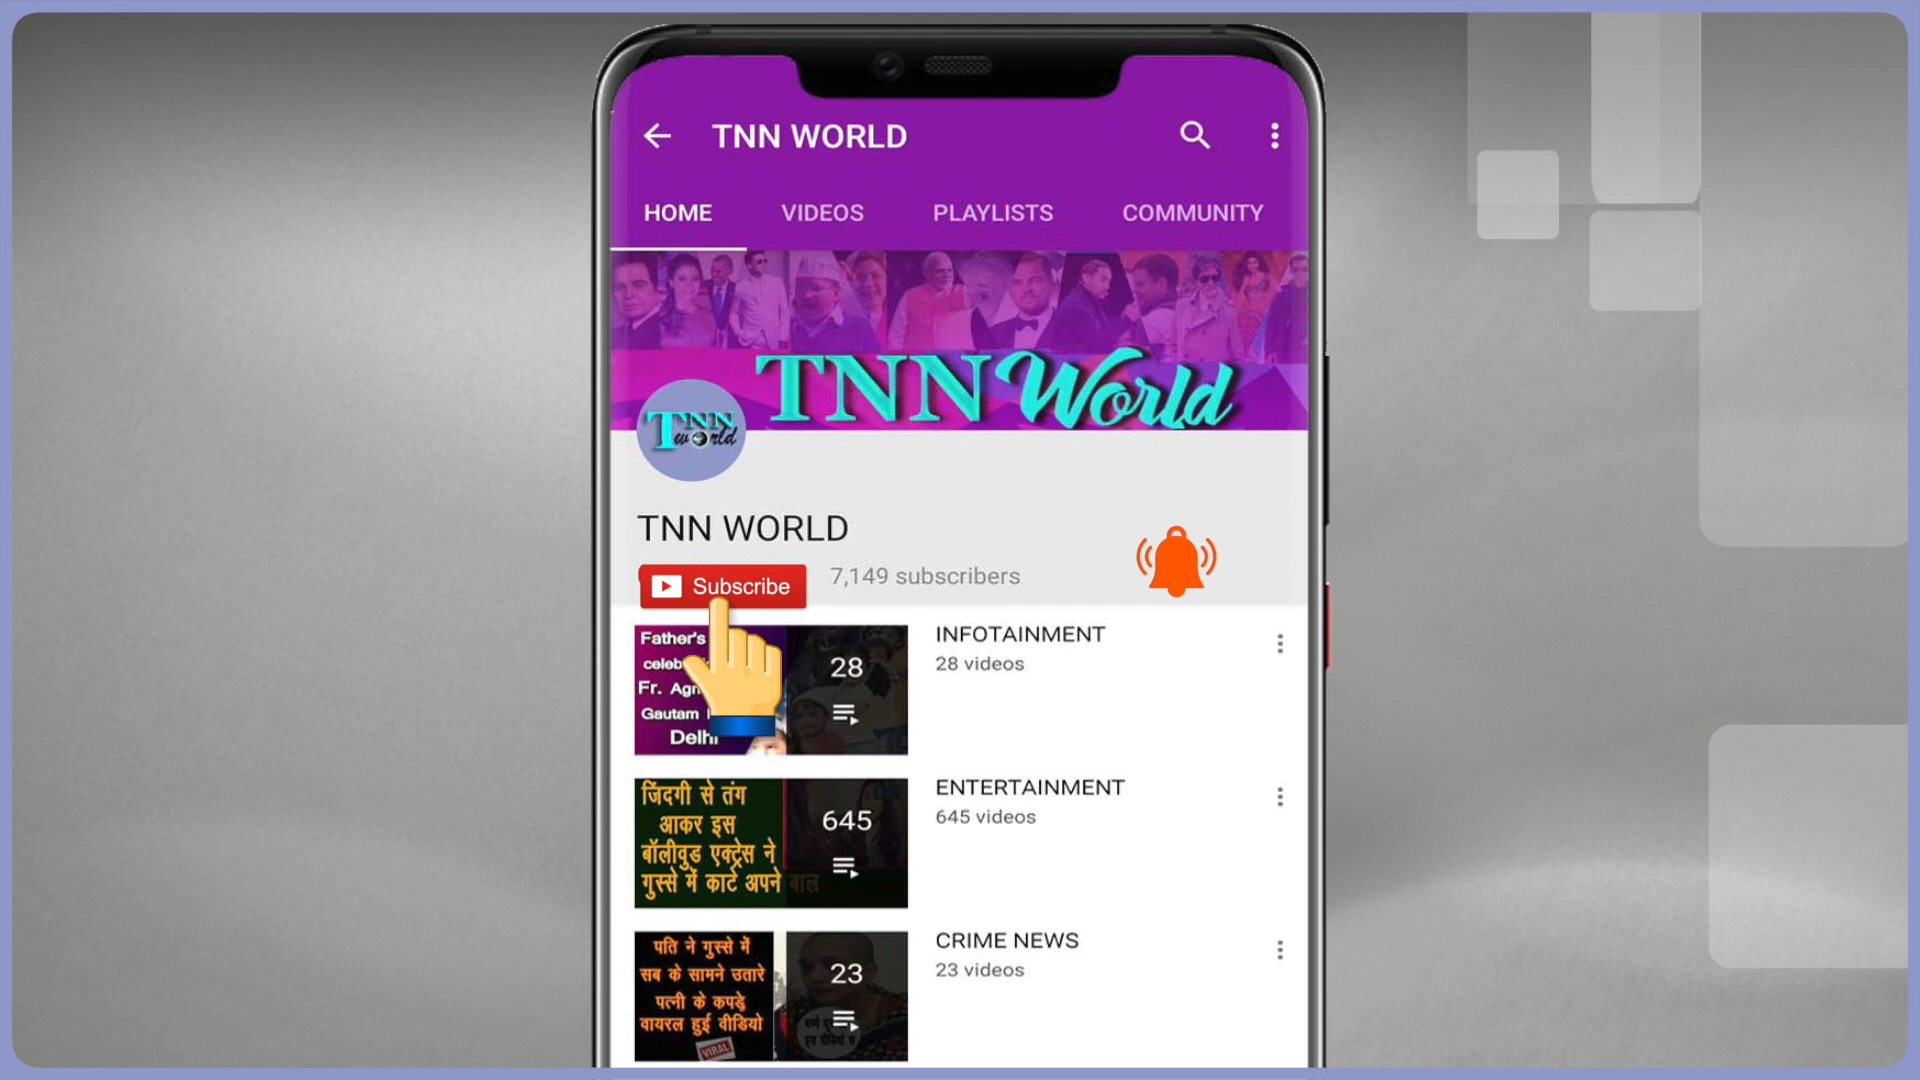 TNN WORLD
HOME VIDEOS PLAYLISTS COMMUNITY
TNN World
TNN
world
TNN WORLD
Subscribe 7,149 subscribers
Father's
Fr.
Gautam
Delhi
28
INFOTAINMENT
28 videos
जिंदगी से तंग
आकर इस
बॉलीवुड एक्ट्रेस ने
गुस्से में काटे अपने बाल
645
ENTERTAINMENT
645 videos
पति ने गुस्से में
सब के सामने उतारे
पत्नी के कपड़े
वायरल हुई वीडियो
VIRAL
23
CRIME NEWS
23 videos